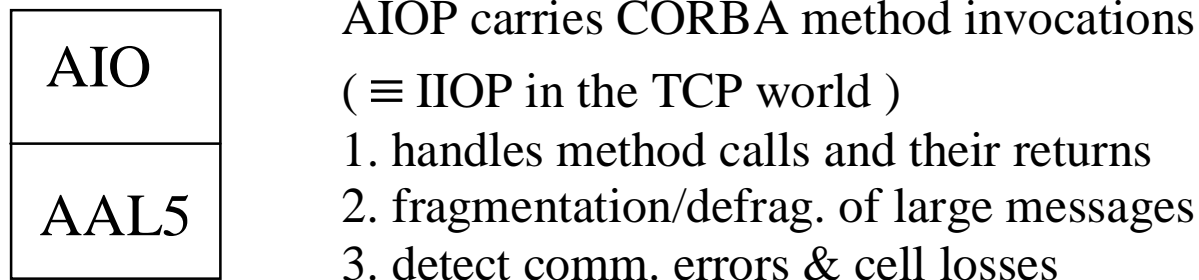 AIO
AAL5
AIOP carries CORBA method invocations
( ≡ IIOP in the TCP world )
1. handles method calls and their returns
2. fragmentation/defrag. of large messages
3. detect comm. errors & cell losses